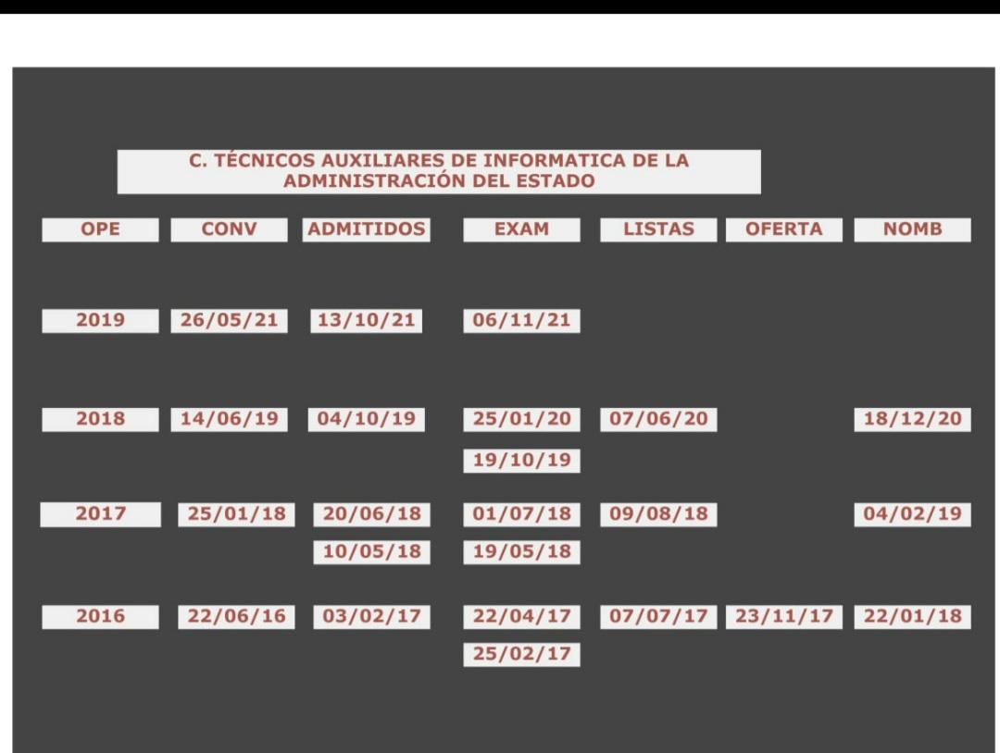 C. TÉCNICOS AUXILIARES DE INFORMATICA DE LA
ADMINISTRACIÓN DEL ESTADO
OPE CONV ADMITIDOS EXAM LISTAS OFERTA NOMB
2019 26/05/21 13/10/21 06/11/21
2018 14/06/19 04/10/19 25/01/20 07/06/20 18/12/20
19/10/19
2017 25/01/18 20/06/18 01/07/18 09/08/18 04/02/19
10/05/18 19/05/18
2016 22/06/16 03/02/17 22/04/17 07/07/17 23/11/17 22/01/18
25/02/17